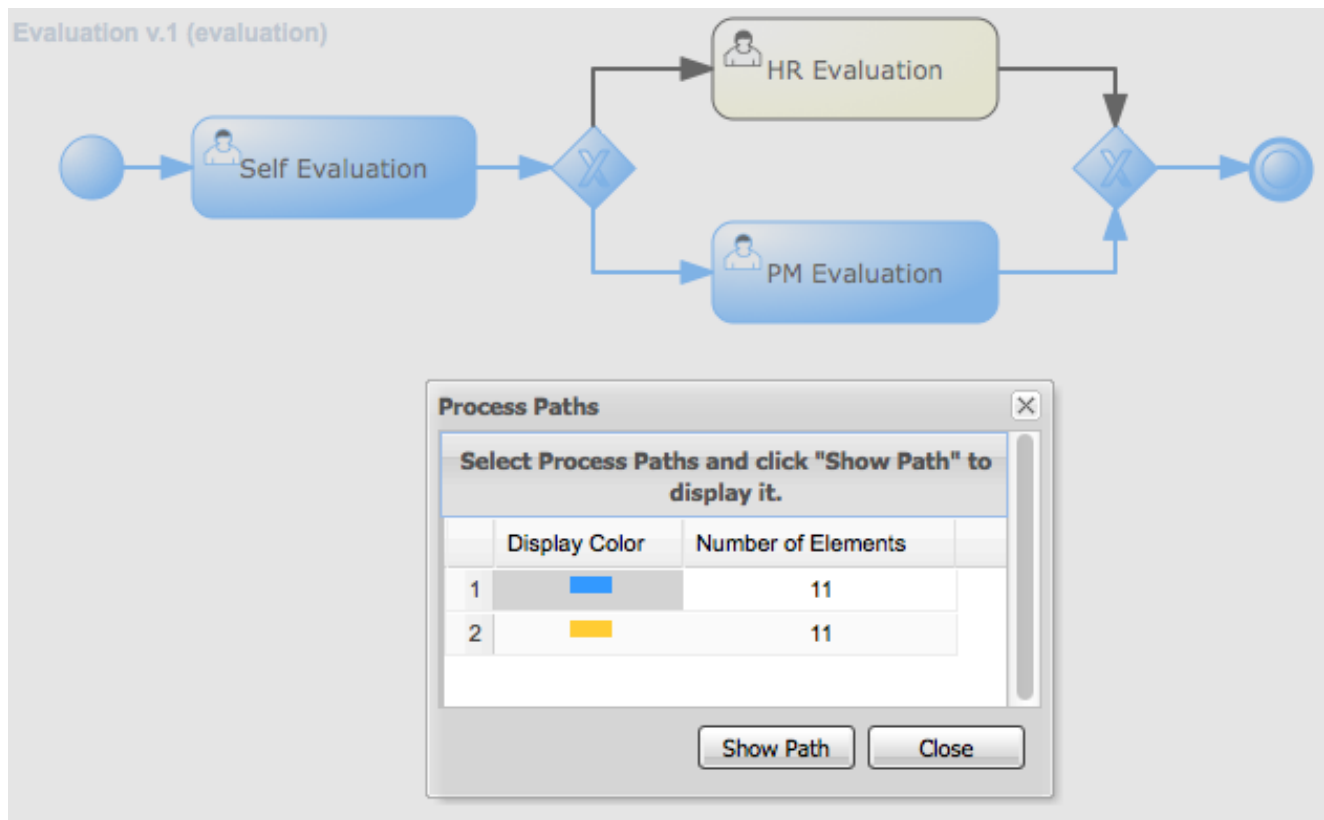 Evaluation v.1 (evaluation)
HR Evaluation
Self Evaluation
X
X
PM Evaluation
Process Paths
Select Process Paths and click "Show Path" to
display it.
Display Color Number of Elements
1 11
2 11
Show Path Close